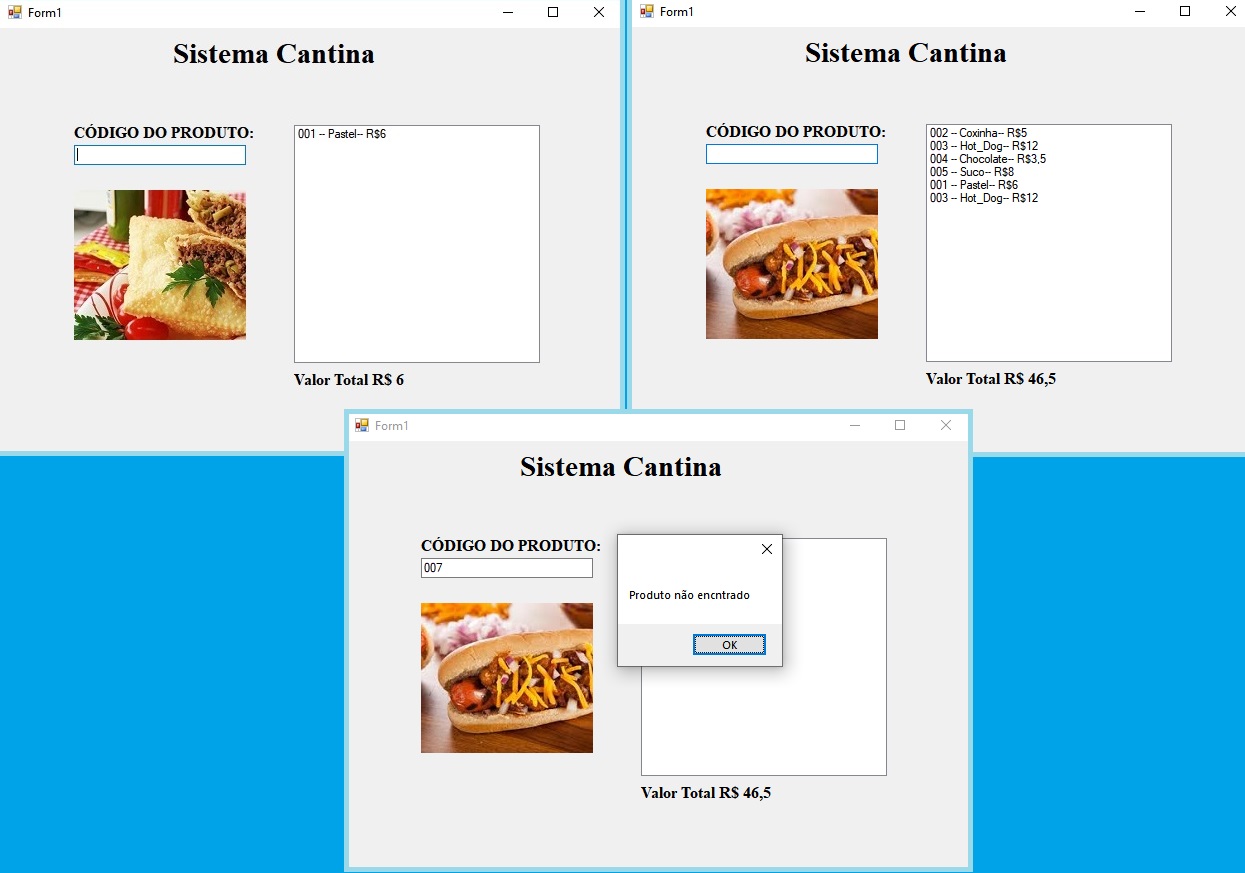 Form1
Sistema Cantina
CÓDIGO DO PRODUTO:
001 -- Pastel-- R$6
Valor Total R$ 6
Form1
Sistema Cantina
CÓDIGO DO PRODUTO:
002 -- Coxinha-- R$5
003 -- Hot_Dog-- R$12
004 -- Chocolate-- R$3,5
005 -- Suco-- R$8
001 -- Pastel-- R$6
003 -- Hot_Dog-- R$12
Valor Total R$ 46,5
Form1
Sistema Cantina
CÓDIGO DO PRODUTO:
007
Produto não encntrado
OK
Valor Total R$ 46,5